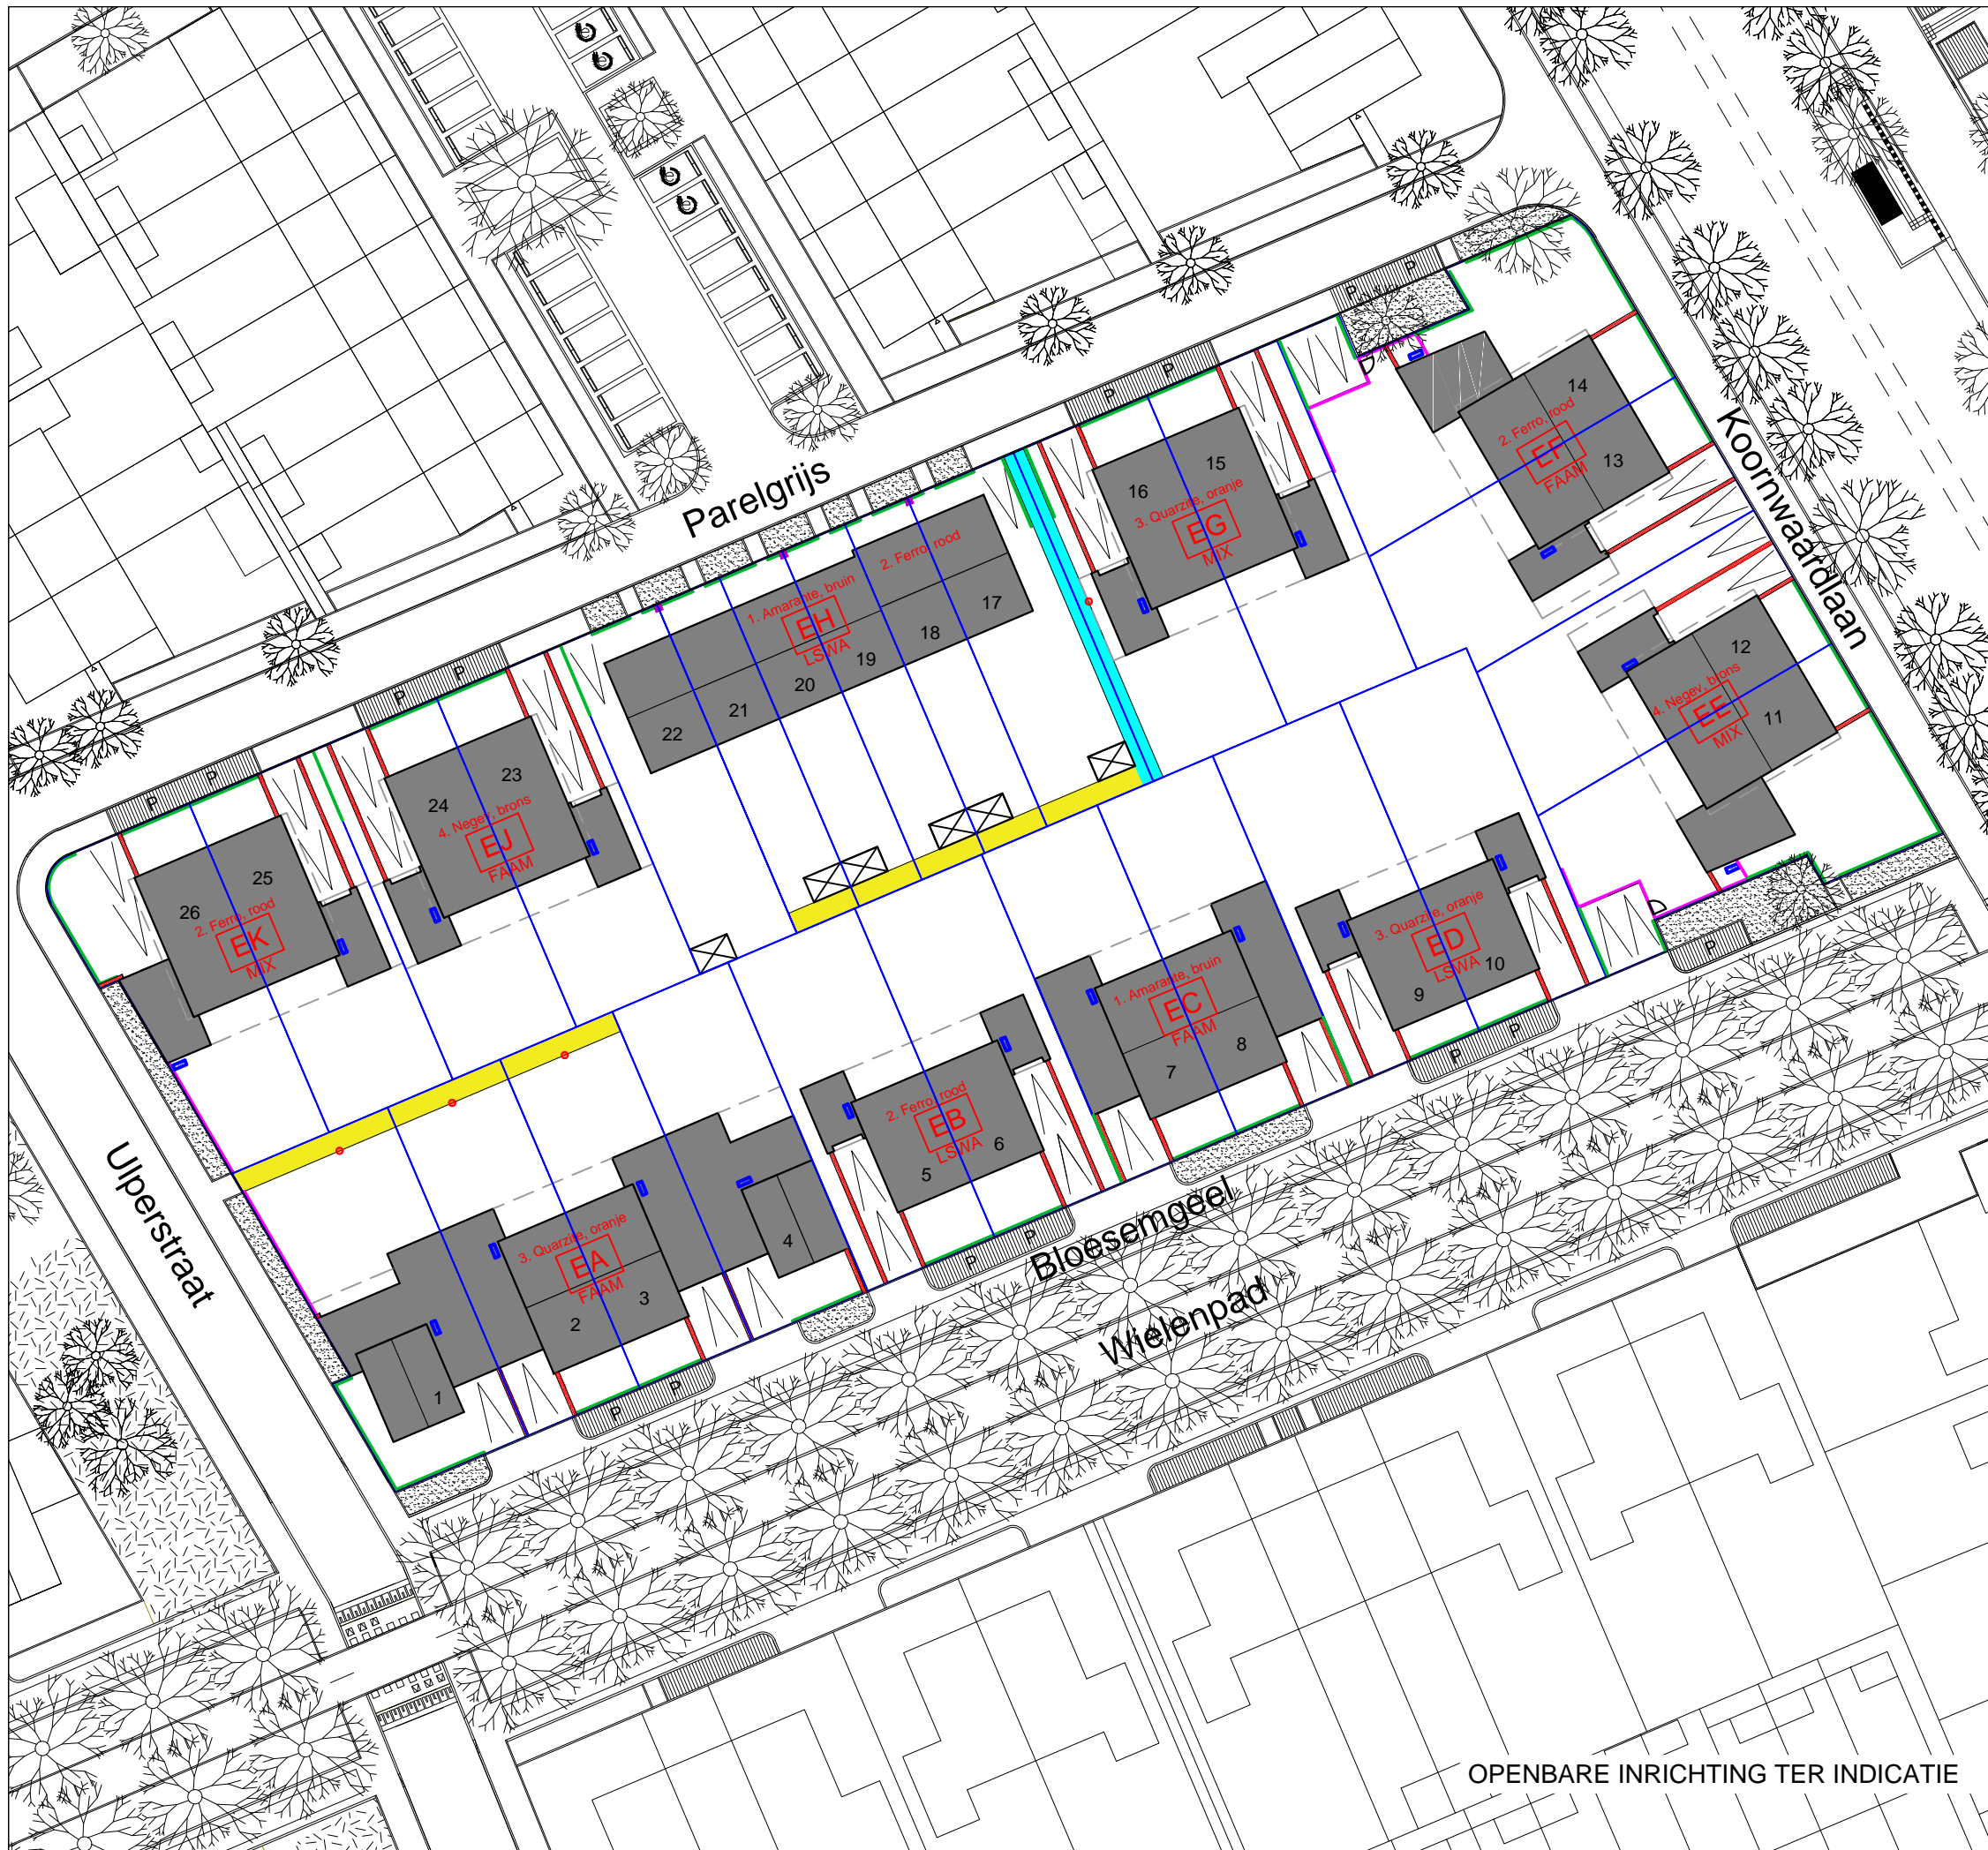 P
P
14
2. Ferro, rood
EF
FAAM
13
Koornwaardlaan
P
P
15
16
3. Quarzite, oranje
EG
MIX
Parelgrijs
2. Ferro, rood
1. Amarante, bruin
EH
LSWA
17
18
19
20
21
22
12
4. Negev, brons
EE
MIX
11
P
P
23
24
4. Negev, brons
EJ
FAAM
P
P
25
26
2. Ferro, rood
EK
MIX
3. Quarzite, oranje
ED
LSWA
10
9
P
P
P
1. Amarante, bruin
EC
FAAM
8
7
2. Ferro, rood
EB
LSWA
6
5
P
P
Ulperstraat
3. Quarzite, oranje
EA
FAAM
4
3
2
1
P
P
Bloesemgeel
Wielenpad
OPENBARE INRICHTING TER INDICATIE